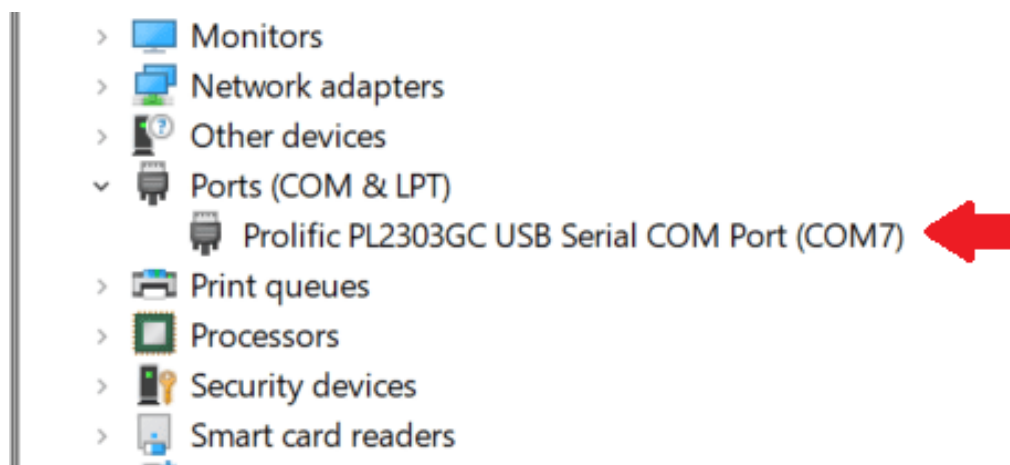 Monitors
Network adapters
Other devices
Ports (COM & LPT)
Prolific PL2303GC USB Serial COM Port (COM7)
Print queues
Processors
Security devices
Smart card readers